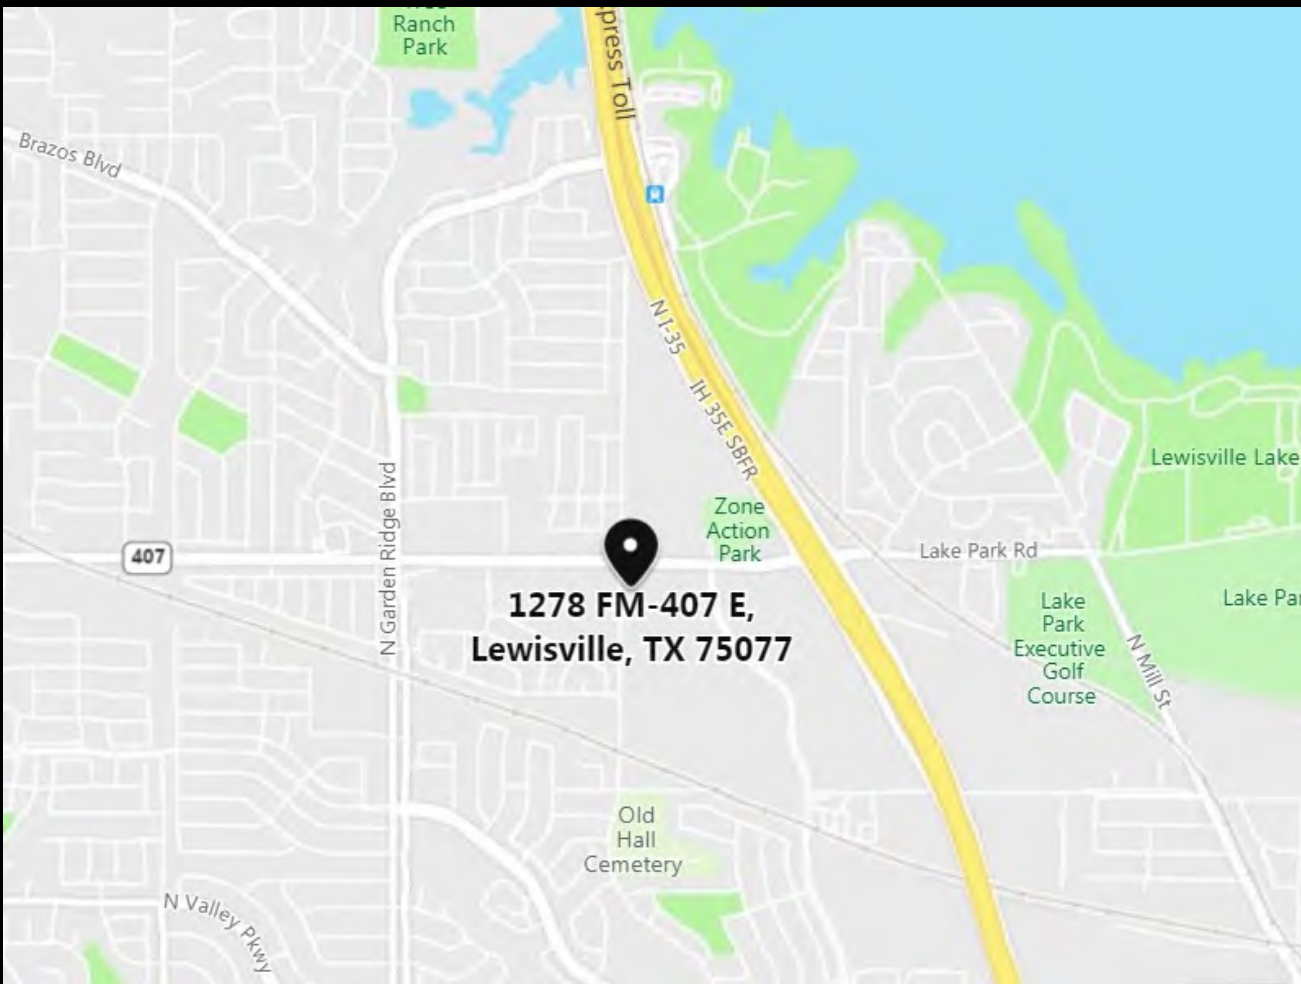 Ranch
Park
press Toll
Brazos Blvd
N I-35
IH 35E SBFR
Lewisville Lake
N Garden Ridge Blvd
Zone
Action
Park
407
Lake Park Rd
1278 FM-407 E,
Lewisville, TX 75077
Lake
Park
Executive
Golf
Course
Lake Par
N Mill St
Old
Hall
Cemetery
N Valley Pkwy